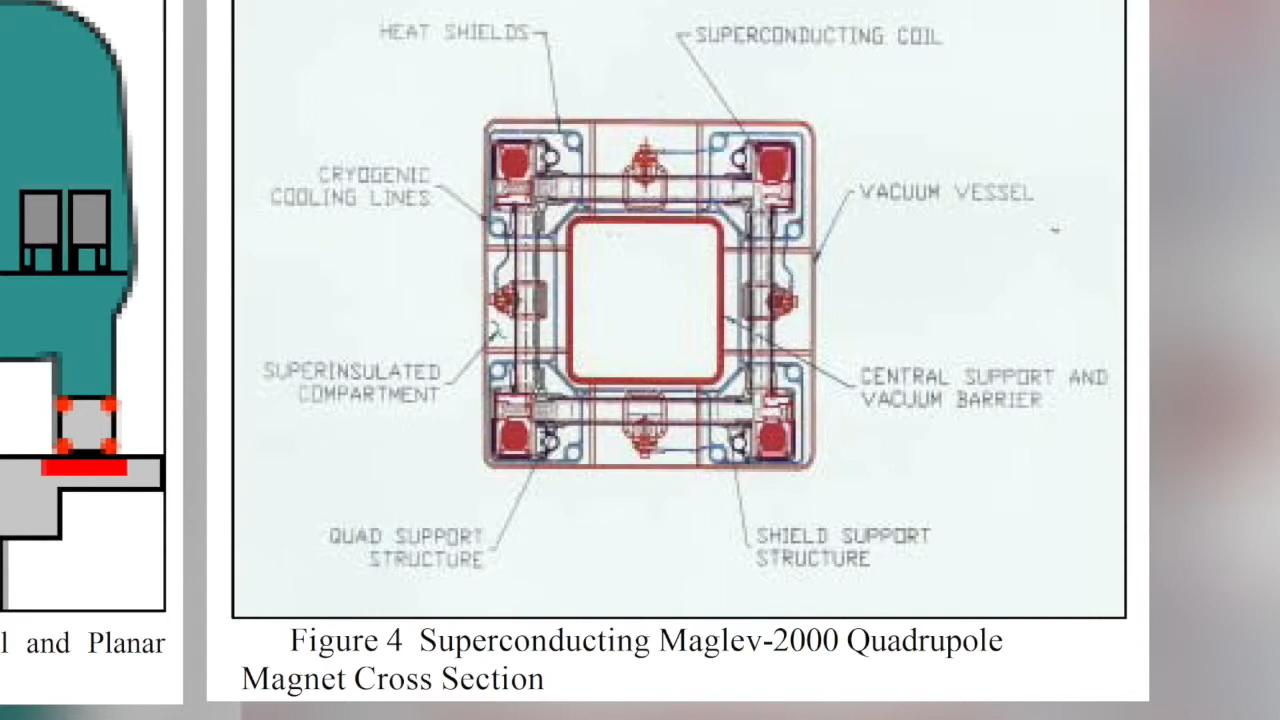 HEAT SHIELDS
SUPERCONDUCTING COIL
CRYOGENIC
COOLING LINES
VACUUM VESSEL
SUPERINSULATED
COMPARTMENT
CENTRAL SUPPORT AND
VACUUM BARRIER
QUAD SUPPORT
STRUCTURE
SHIELD SUPPORT
STRUCTURE
l and Planar
Figure 4 Superconducting Maglev-2000 Quadrupole
Magnet Cross Section